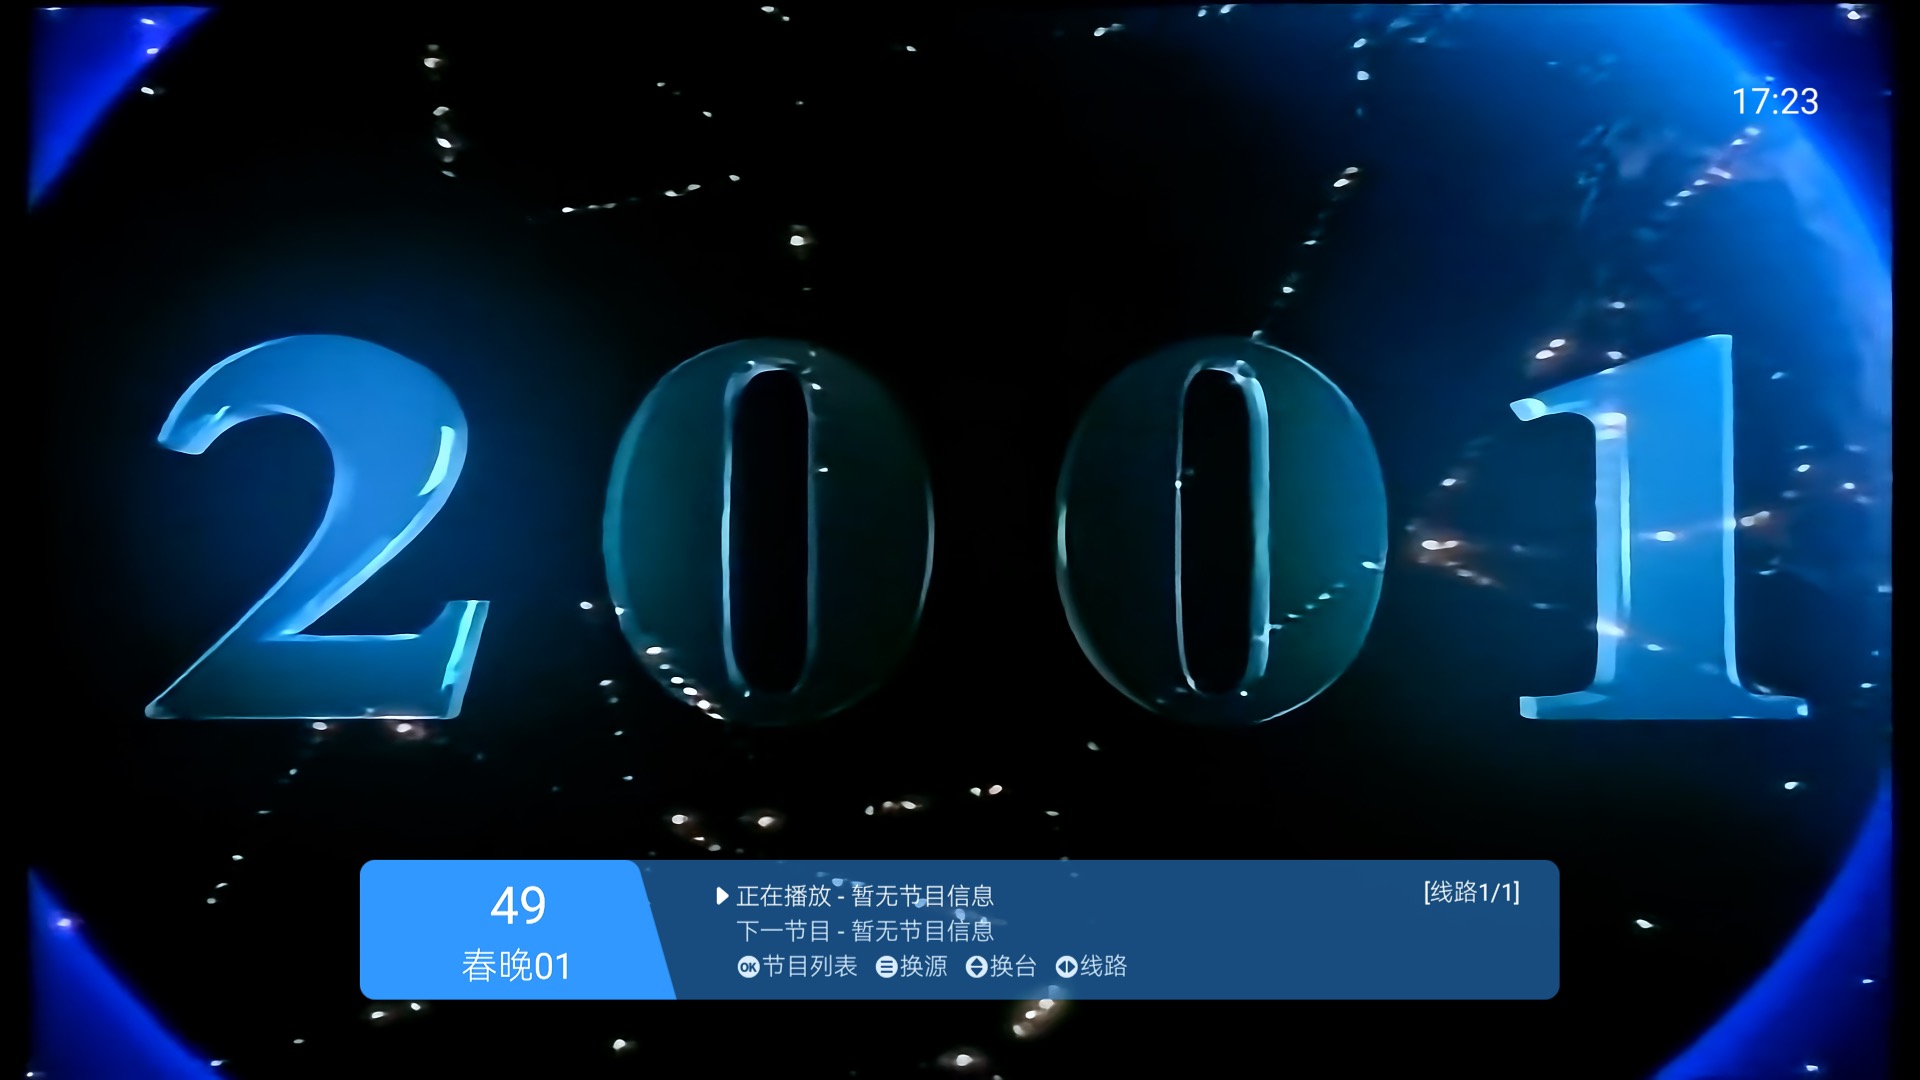 17:23
2001
49
春晚01
正在播放 - 暂无节目信息
[线路1/1]
下一节目 - 暂无节目信息
OK节目列表 换源 换台 线路